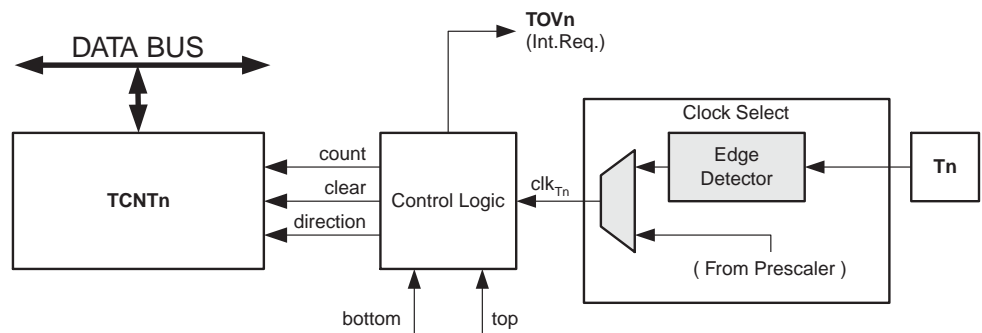 TOVn
(Int.Req.)
DATA BUS
Clock Select
count
clear
direction
TCNTn
Control Logic
clkTn
Edge
Detector
Tn
( From Prescaler )
bottom
top